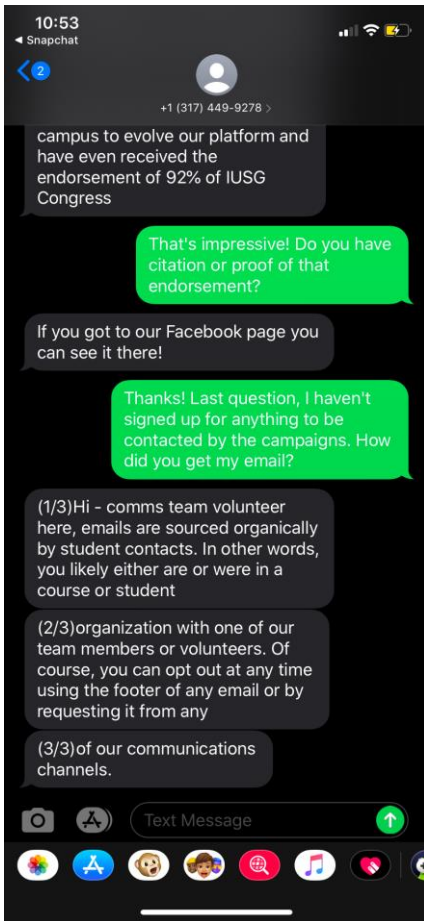 10:53
◀ Snapchat
2
+1 (317) 449-9278 >
campus to evolve our platform and
have even received the
endorsement of 92% of IUSG
Congress
That's impressive! Do you have
citation or proof of that
endorsement?
If you got to our Facebook page you
can see it there!
Thanks! Last question, I haven't
signed up for anything to be
contacted by the campaigns. How
did you get my email?
(1/3)Hi - comms team volunteer
here, emails are sourced organically
by student contacts. In other words,
you likely either are or were in a
course or student
(2/3)organization with one of our
team members or volunteers. Of
course, you can opt out at any time
using the footer of any email or by
requesting it from any
(3/3)of our communications
channels.
Text Message